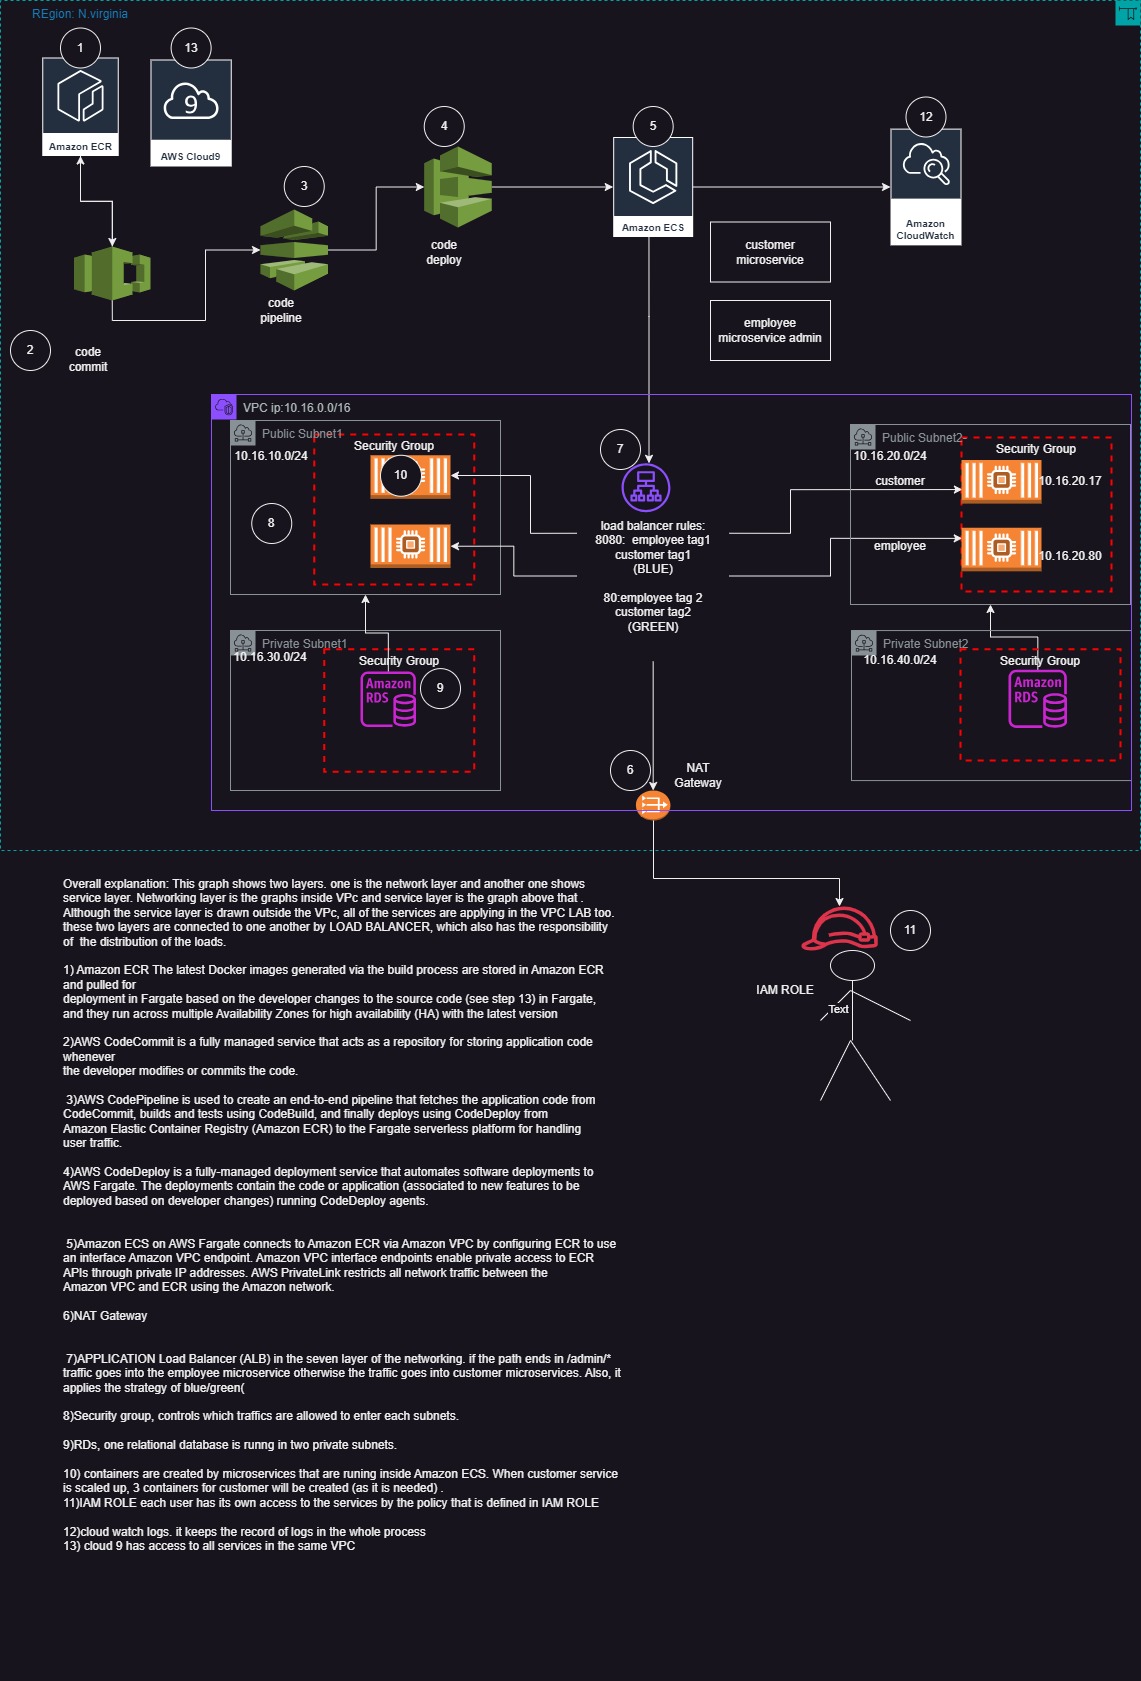 REgion: N.virginia
1
13
Amazon ECR
9
AWS Cloud9
3
4
5
12
code
deploy
Amazon ECS
Amazon
CloudWatch
customer
microservice
employee
microservice admin
code
pipeline
2
code
commit
VPC ip:10.16.0.0/16
Public Subnet1
10.16.10.0/24
Security Group
10
8
7
load balancer rules:
8080:  employee tag1
customer tag1
(BLUE)
80:employee tag 2
customer tag2
(GREEN)
Public Subnet2
10.16.20.0/24
Security Group
customer
10.16.20.17
employee
10.16.20.80
Private Subnet1
10.16.30.0/24
Security Group
Amazon
RDS
9
Private Subnet2
10.16.40.0/24
Security Group
Amazon
RDS
6
NAT
Gateway
11
IAM ROLE
Text
Overall explanation: This graph shows two layers. one is the network layer and another one shows
service layer. Networking layer is the graphs inside VPc and service layer is the graph above that .
Although the service layer is drawn outside the VPc, all of the services are applying in the VPC LAB too.
these two layers are connected to one another by LOAD BALANCER, which also has the responsibility
of  the distribution of the loads.
1) Amazon ECR The latest Docker images generated via the build process are stored in Amazon ECR
and pulled for
deployment in Fargate based on the developer changes to the source code (see step 13) in Fargate,
and they run across multiple Availability Zones for high availability (HA) with the latest version
2)AWS CodeCommit is a fully managed service that acts as a repository for storing application code
whenever
the developer modifies or commits the code.
3)AWS CodePipeline is used to create an end-to-end pipeline that fetches the application code from
CodeCommit, builds and tests using CodeBuild, and finally deploys using CodeDeploy from
Amazon Elastic Container Registry (Amazon ECR) to the Fargate serverless platform for handling
user traffic.
4)AWS CodeDeploy is a fully-managed deployment service that automates software deployments to
AWS Fargate. The deployments contain the code or application (associated to new features to be
deployed based on developer changes) running CodeDeploy agents.
5)Amazon ECS on AWS Fargate connects to Amazon ECR via Amazon VPC by configuring ECR to use
an interface Amazon VPC endpoint. Amazon VPC interface endpoints enable private access to ECR
APIs through private IP addresses. AWS PrivateLink restricts all network traffic between the
Amazon VPC and ECR using the Amazon network.
6)NAT Gateway
7)APPLICATION Load Balancer (ALB) in the seven layer of the networking. if the path ends in /admin/*
traffic goes into the employee microservice otherwise the traffic goes into customer microservices. Also, it
applies the strategy of blue/green(
8)Security group, controls which traffics are allowed to enter each subnets.
9)RDs, one relational database is runng in two private subnets.
10) containers are created by microservices that are runing inside Amazon ECS. When customer service
is scaled up, 3 containers for customer will be created (as it is needed) .
11)IAM ROLE each user has its own access to the services by the policy that is defined in IAM ROLE
12)cloud watch logs. it keeps the record of logs in the whole process
13) cloud 9 has access to all services in the same VPC